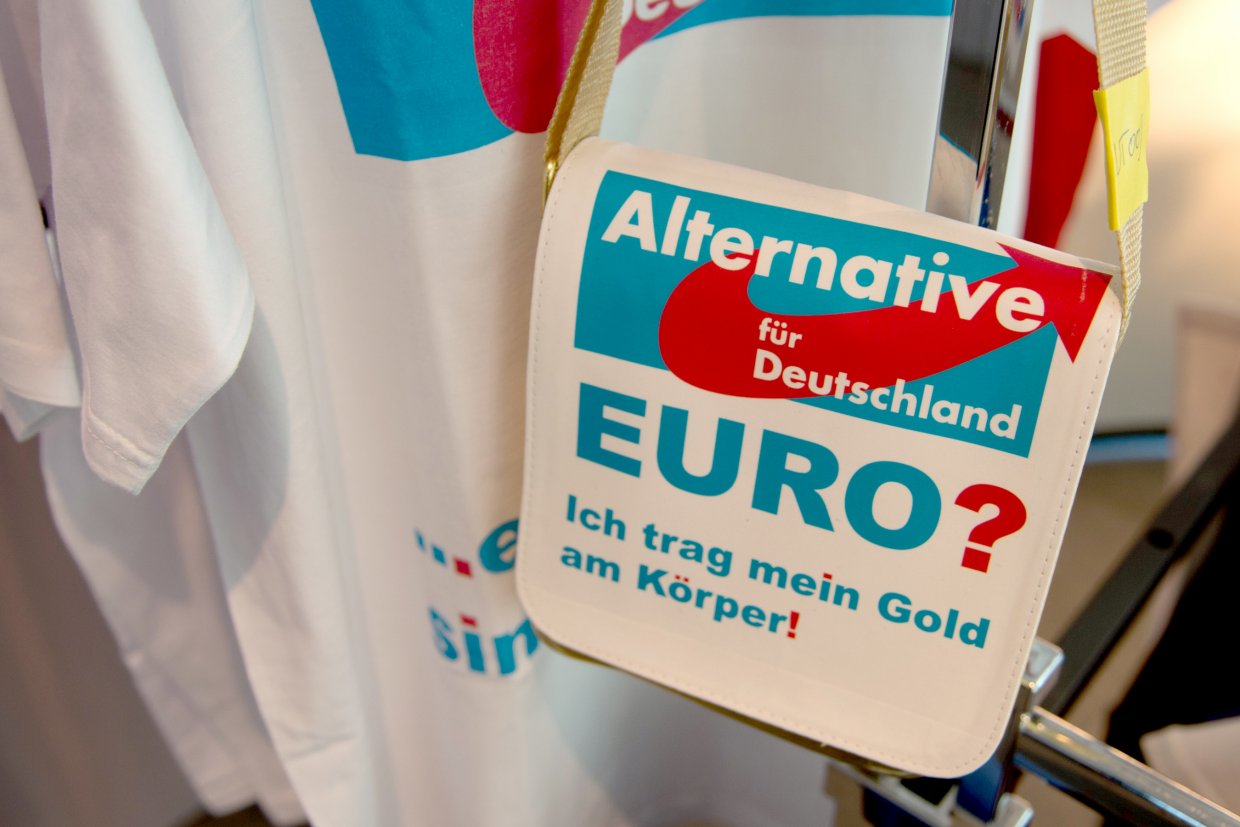 Alternative
für
Deutschland
EURO?
Ich trag mein Gold
am Körper!